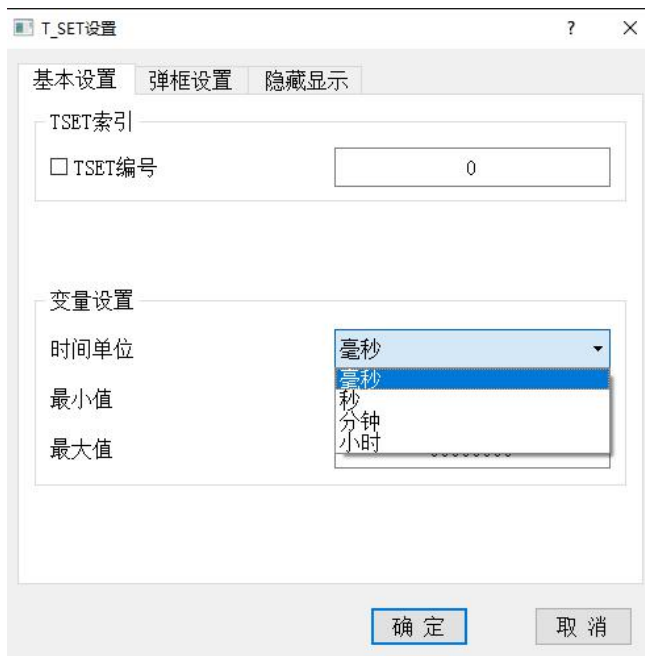 T_SET设置
基本设置 弹框设置 隐藏显示
TSET索引
TSET编号 0
变量设置
时间单位 毫秒
毫秒
最小值 秒
分钟
最大值 小时
确 定 取 消